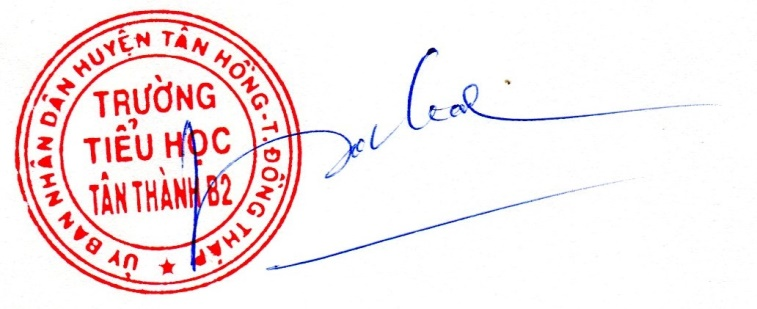 ỦY BAN NHÂN DÂN HUYỆN TÂN HỒNG-T. ĐỒNG THÁP
TRƯỜNG
TIỂU HỌC
TÂN THÀNH B2